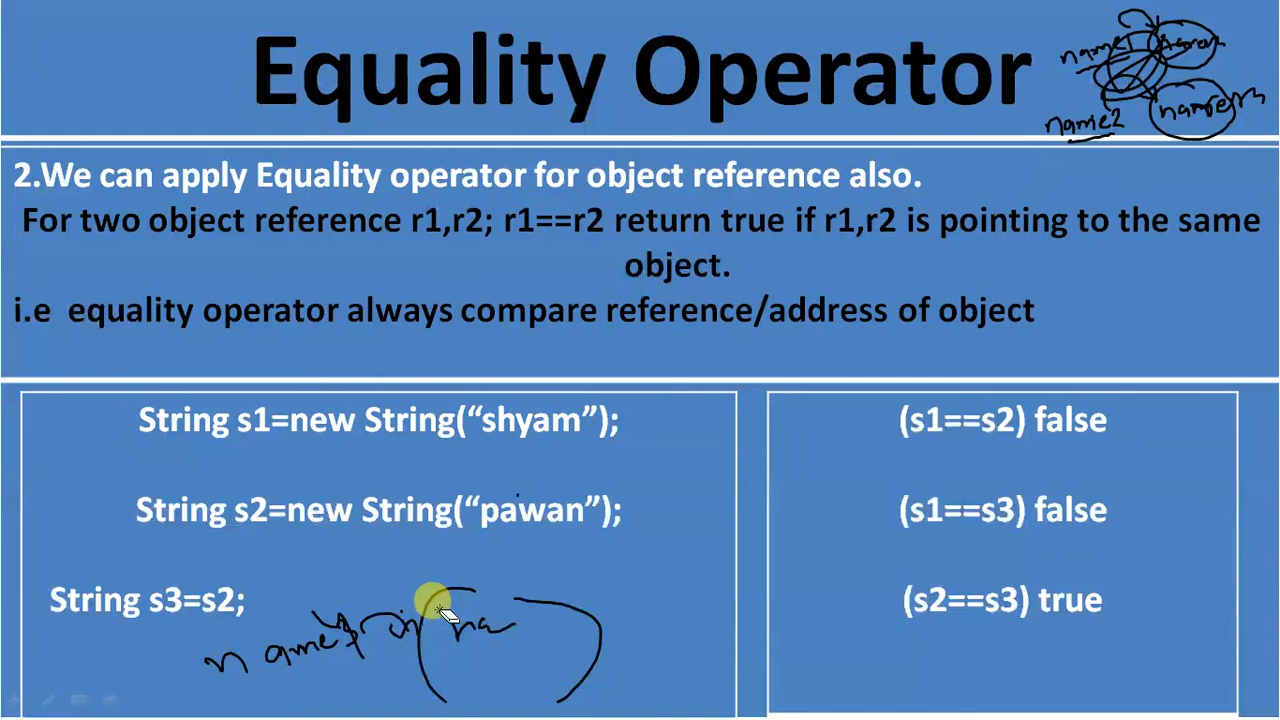 Equality Operator
name1
name2
2.We can apply Equality operator for object reference also.
For two object reference r1,r2; r1==r2 return true if r1,r2 is pointing to the same
object.
i.e equality operator always compare reference/address of object
String s1=new String(“shyam”);
(s1==s2) false
String s2=new String(“pawan”);
(s1==s3) false
String s3=s2;
(s2==s3) true
na